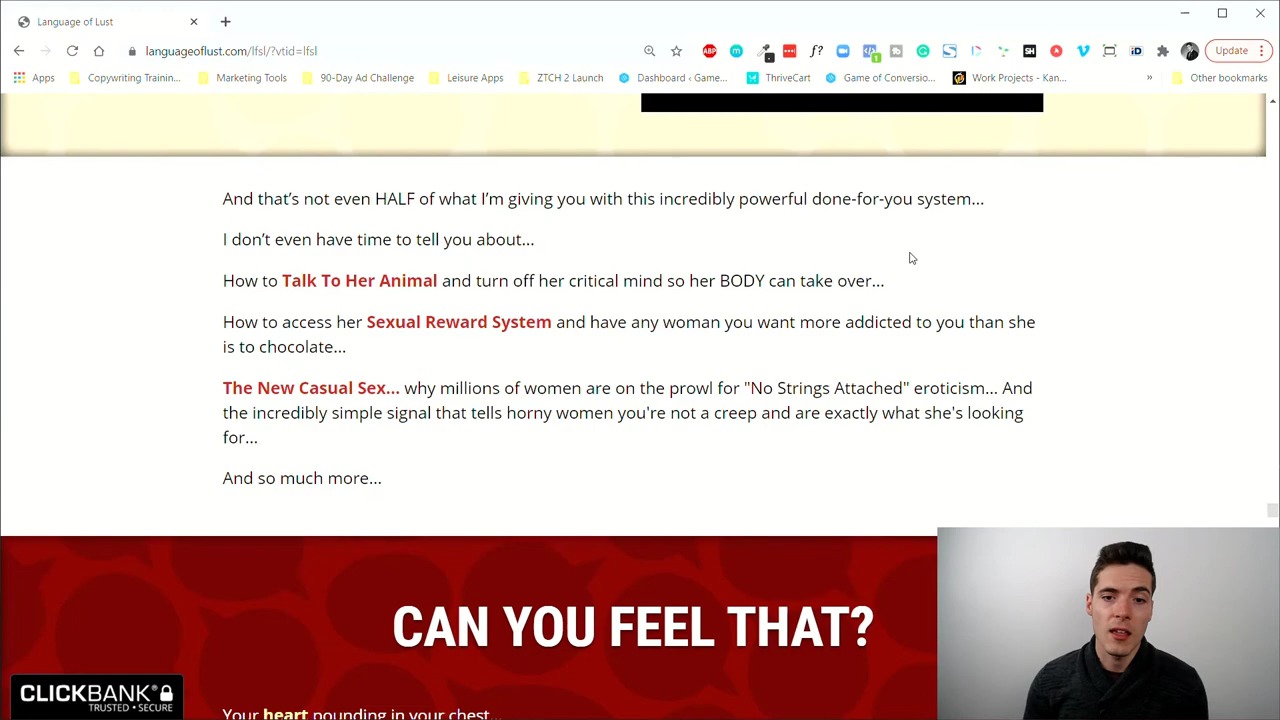 Language of Lust
languageoflust.com/lfsl/?vtid=lfsl
Update
Apps
Copywriting Trainin...
Marketing Tools
90-Day Ad Challenge
Leisure Apps
ZTCH 2 Launch
Dashboard ‹ Game...
ThriveCart
Game of Conversio...
Work Projects - Kan...
»
Other bookmarks
And that's not even HALF of what I'm giving you with this incredibly powerful done-for-you system...
I don't even have time to tell you about...
How to Talk To Her Animal and turn off her critical mind so her BODY can take over...
How to access her Sexual Reward System and have any woman you want more addicted to you than she
is to chocolate...
The New Casual Sex... why millions of women are on the prowl for "No Strings Attached" eroticism... And
the incredibly simple signal that tells horny women you're not a creep and are exactly what she's looking
for...
And so much more...
CAN YOU FEEL THAT?
CLICKBANK®
TRUSTED • SECURE
Your heart pounding in your chest...